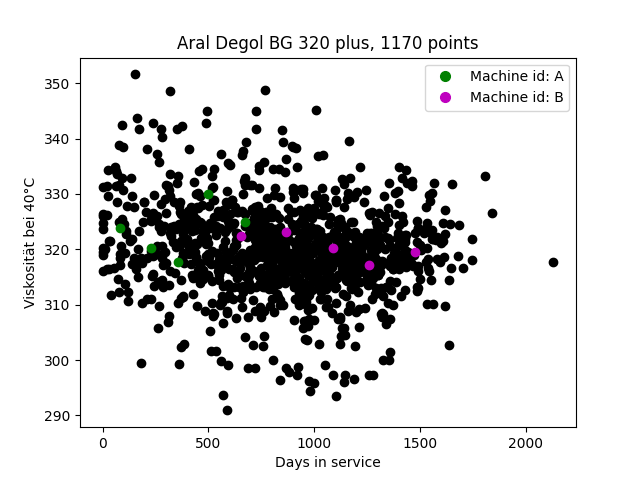 Aral Degol BG 320 plus, 1170 points
Machine id: A
Machine id: B
Viskosität bei 40°C
350
340
330
320
310
300
290
0
500
1000
1500
2000
Days in service